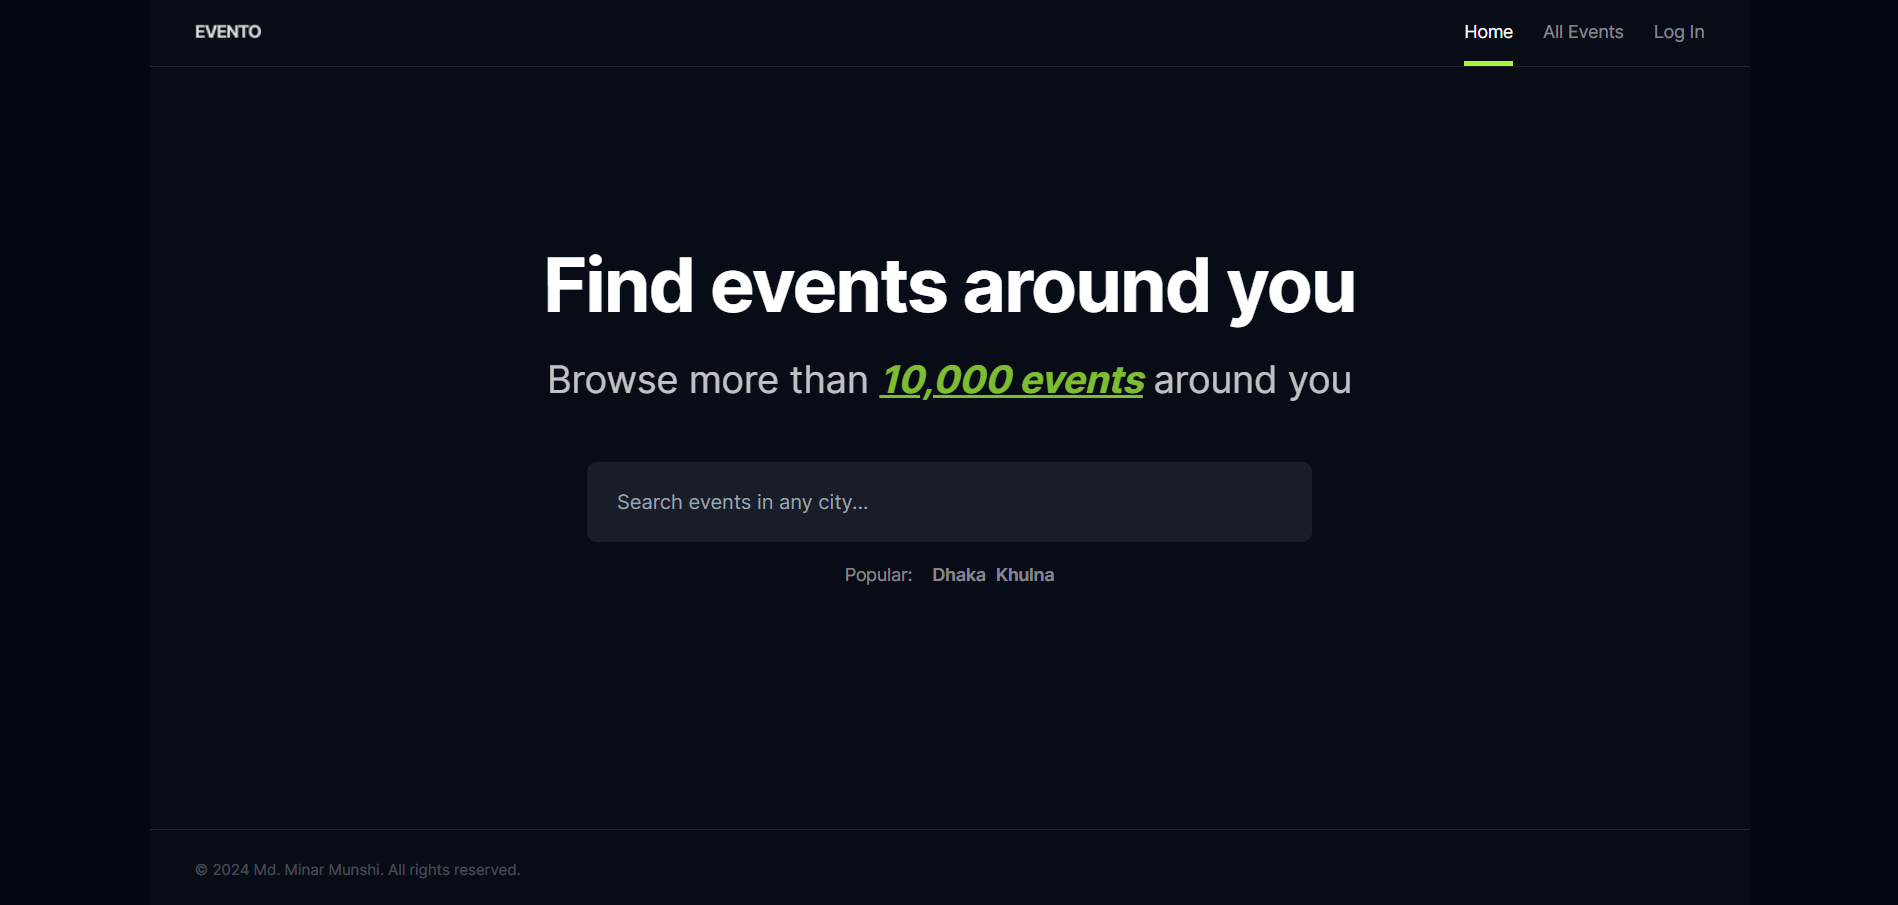 EVENTO
Home All Events Log In
Find events around you
Browse more than 10,000 events around you
Search events in any city...
Popular: Dhaka Khulna
© 2024 Md. Minar Munshi. All rights reserved.